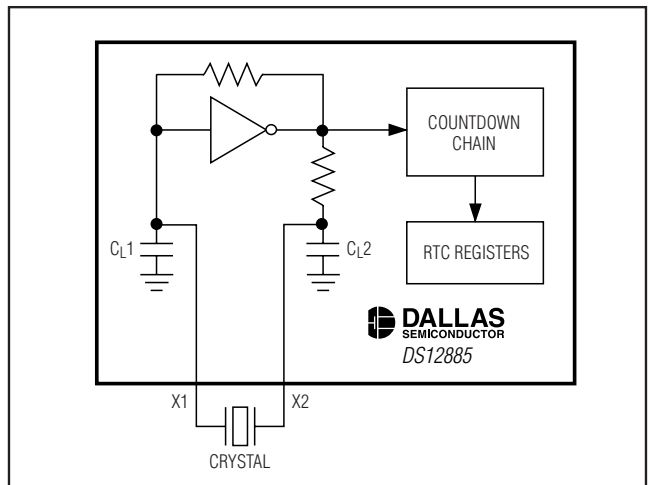 COUNTDOWN
CHAIN
CL1
CL2
RTC REGISTERS
DALLAS
SEMICONDUCTOR
DS12885
X1
X2
CRYSTAL